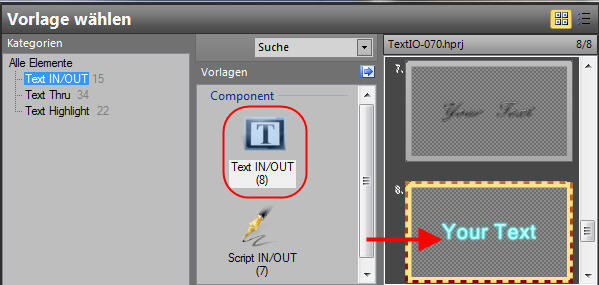 Vorlage wählen
Kategorien
Alle Elemente
Text IN/OUT 15
Text Thru 34
Text Highlight 22
Suche
Vorlagen
Component
T
Text IN/OUT
(8)
Script IN/OUT
(7)
TextIO-070.hprj 8/8
7.
Your Text
8.
Your Text